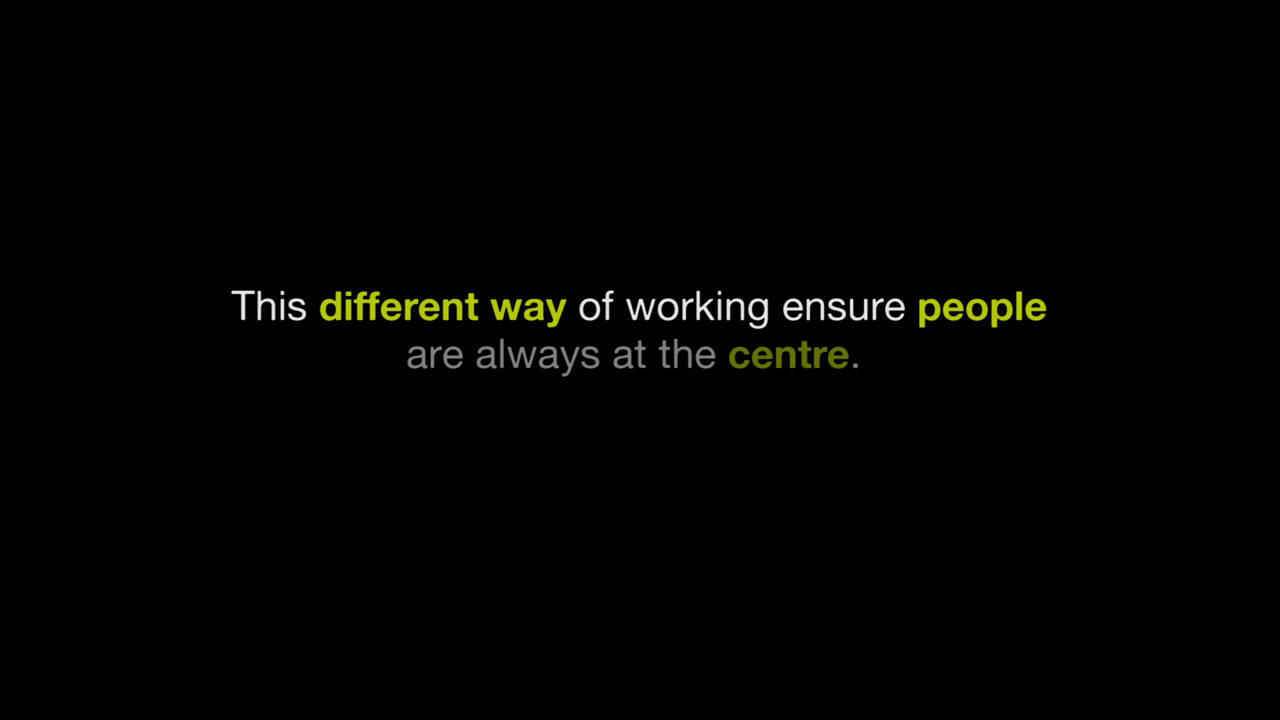 This different way of working ensure people
are always at the centre.